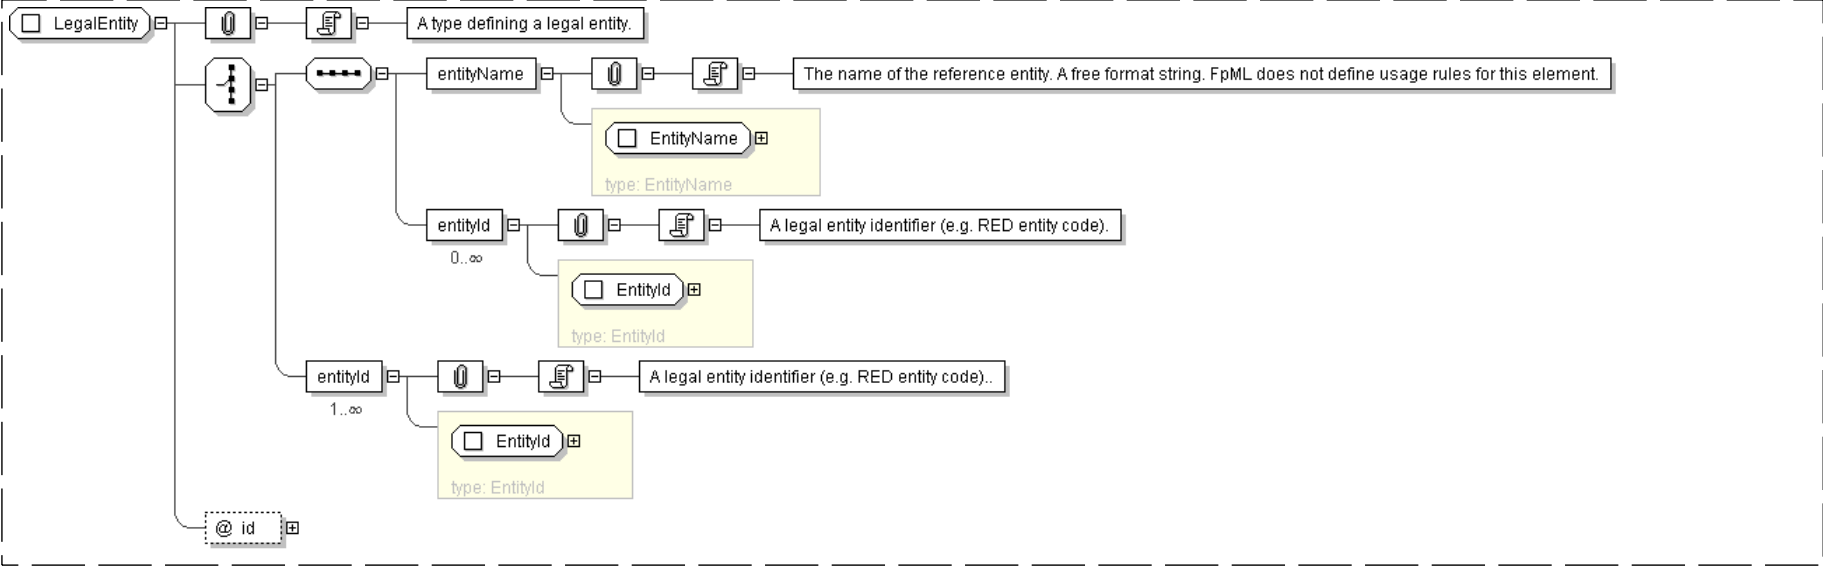 LegalEntity
A type defining a legal entity.
entityName
The name of the reference entity. A free format string. FpML does not define usage rules for this element.
EntityName
type: EntityName
entityId
A legal entity identifier (e.g. RED entity code).
0..∞
EntityId
type: EntityId
entityId
A legal entity identifier (e.g. RED entity code)..
1..∞
EntityId
type: EntityId
@ id